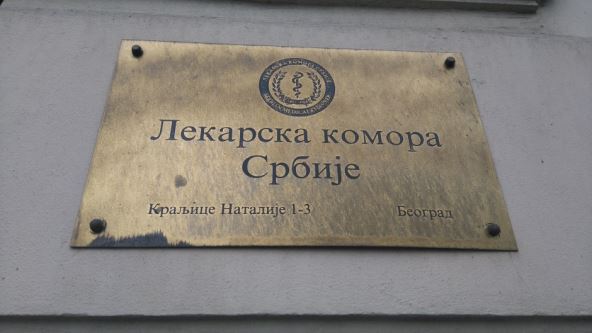 Лекарска комора
Србије
Краљице Наталије 1-3
Београд